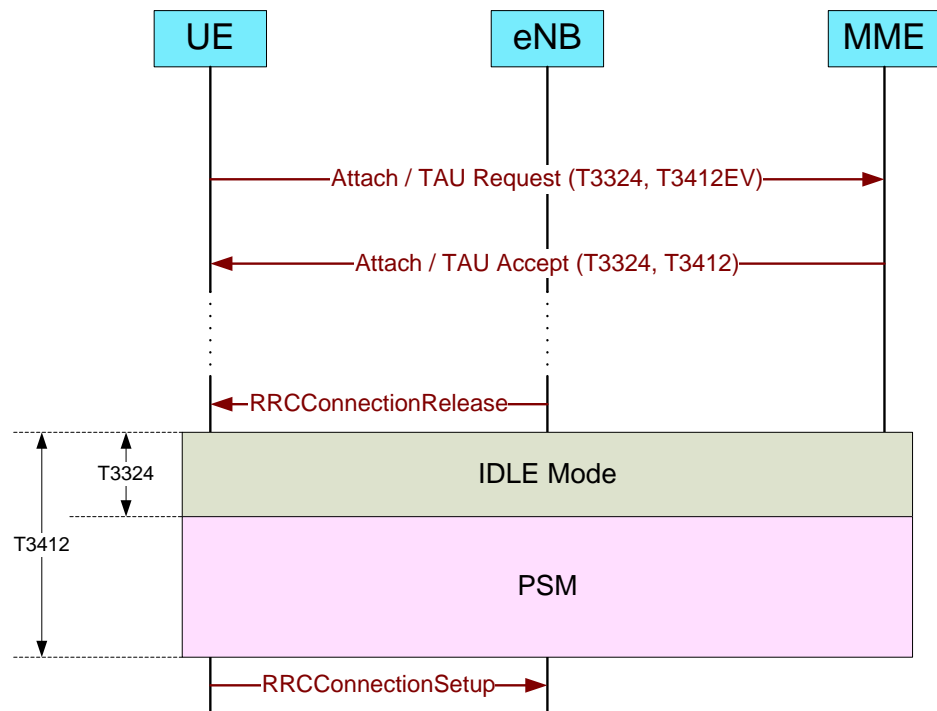 UE
eNB
MME
Attach / TAU Request (T3324, T3412EV)
Attach / TAU Accept (T3324, T3412)
RRCConnectionRelease
T3324
IDLE Mode
T3412
PSM
RRCConnectionSetup